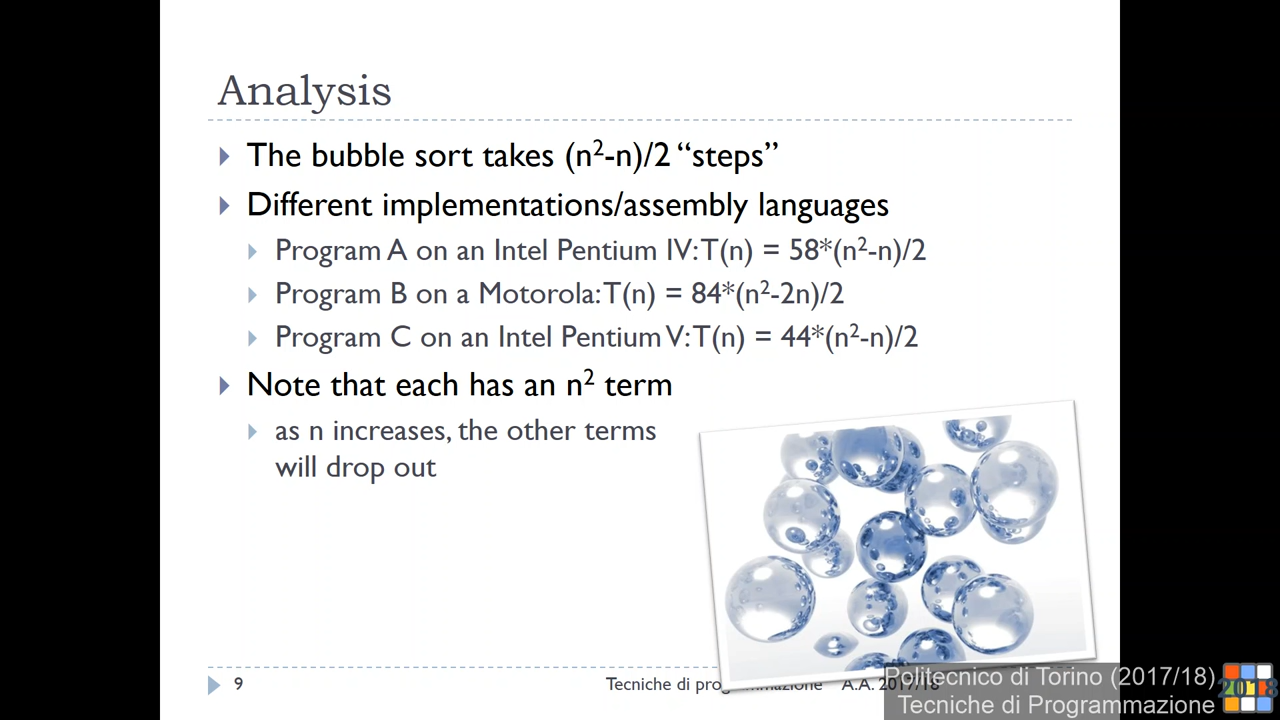 Analysis
The bubble sort takes (n²-n)/2 “steps”
Different implementations/assembly languages
Program A on an Intel Pentium IV: T(n) = 58*(n²-n)/2
Program B on a Motorola: T(n) = 84*(n²-2n)/2
Program C on an Intel Pentium V: T(n) = 44*(n²-n)/2
Note that each has an n² term
as n increases, the other terms
will drop out
9
Tecniche di programmazione A.A. 2017/18
Politecnico di Torino (2017/18)
Tecniche di Programmazione
2018